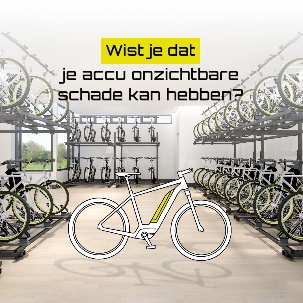 Wist je dat
je accu onzichtbare
schade kan hebben?